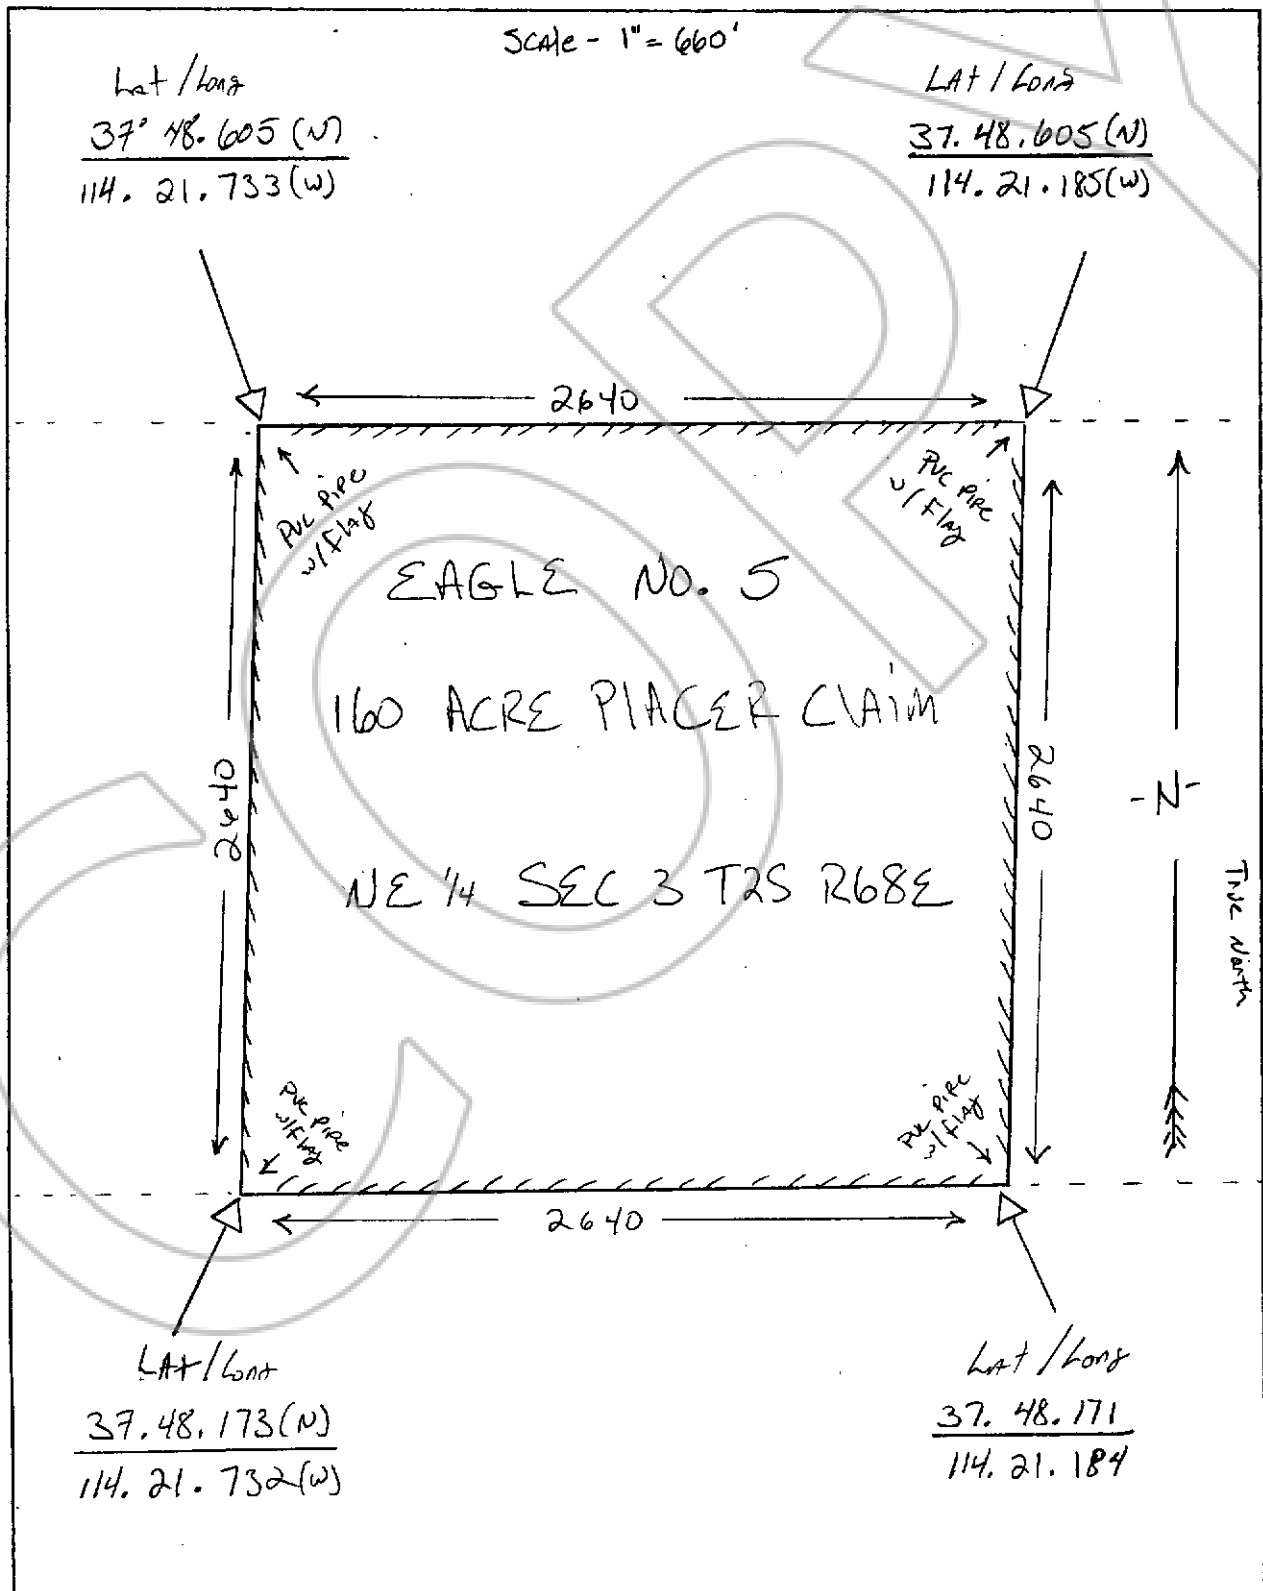 Scale - 1" = 660'
Lat / Long
37° 48.605 (N)
114. 21. 733 (W)
LAt / Long
37. 48. 605 (N)
114. 21. 185 (W)
2640
PVC PiPe
w/ Flag
PVC PiPe
w/ Flag
EAGLE NO. 5
160 ACRE PlACER ClAiM
2640
2640
-N-
NE 1/4 SEC 3 T2S R68E
True North
PVC PiPe
w/ Flag
PVC PiPe
w/ Flag
2640
LAt / Long
37. 48. 173 (N)
114. 21. 732 (W)
Lat / Long
37. 48. 171
114. 21. 184
COPY